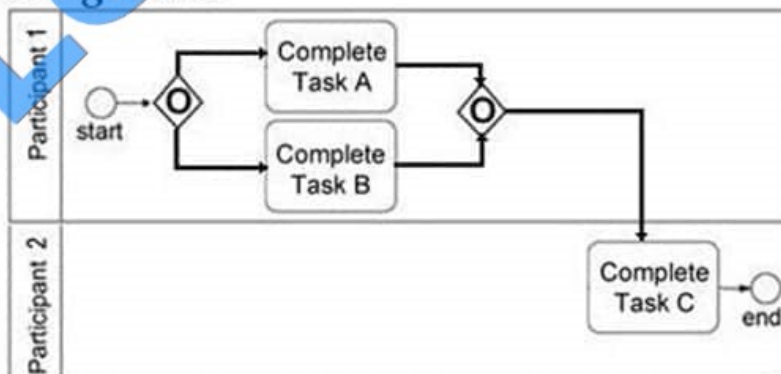 Participant 1
start
O
Complete
Task A
Complete
Task B
O
Participant 2
Complete
Task C
end